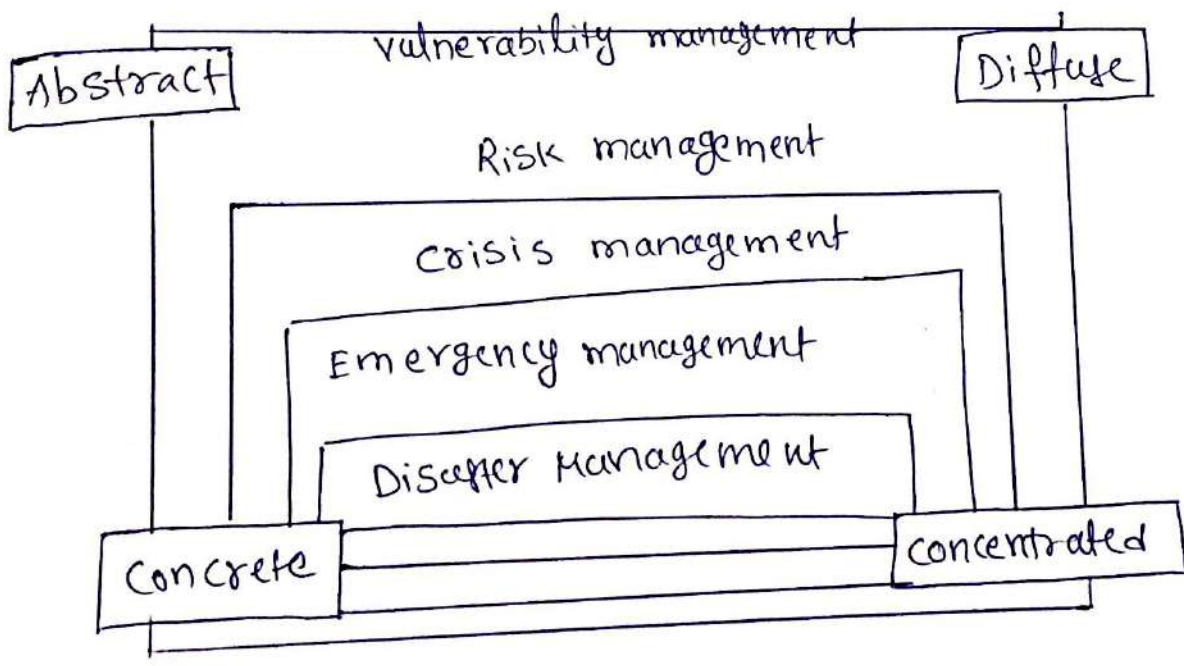 vulnerability management
Abstract
Diffuse
Risk management
Crisis management
Emergency management
Disaster Management
Concrete
Concentrated